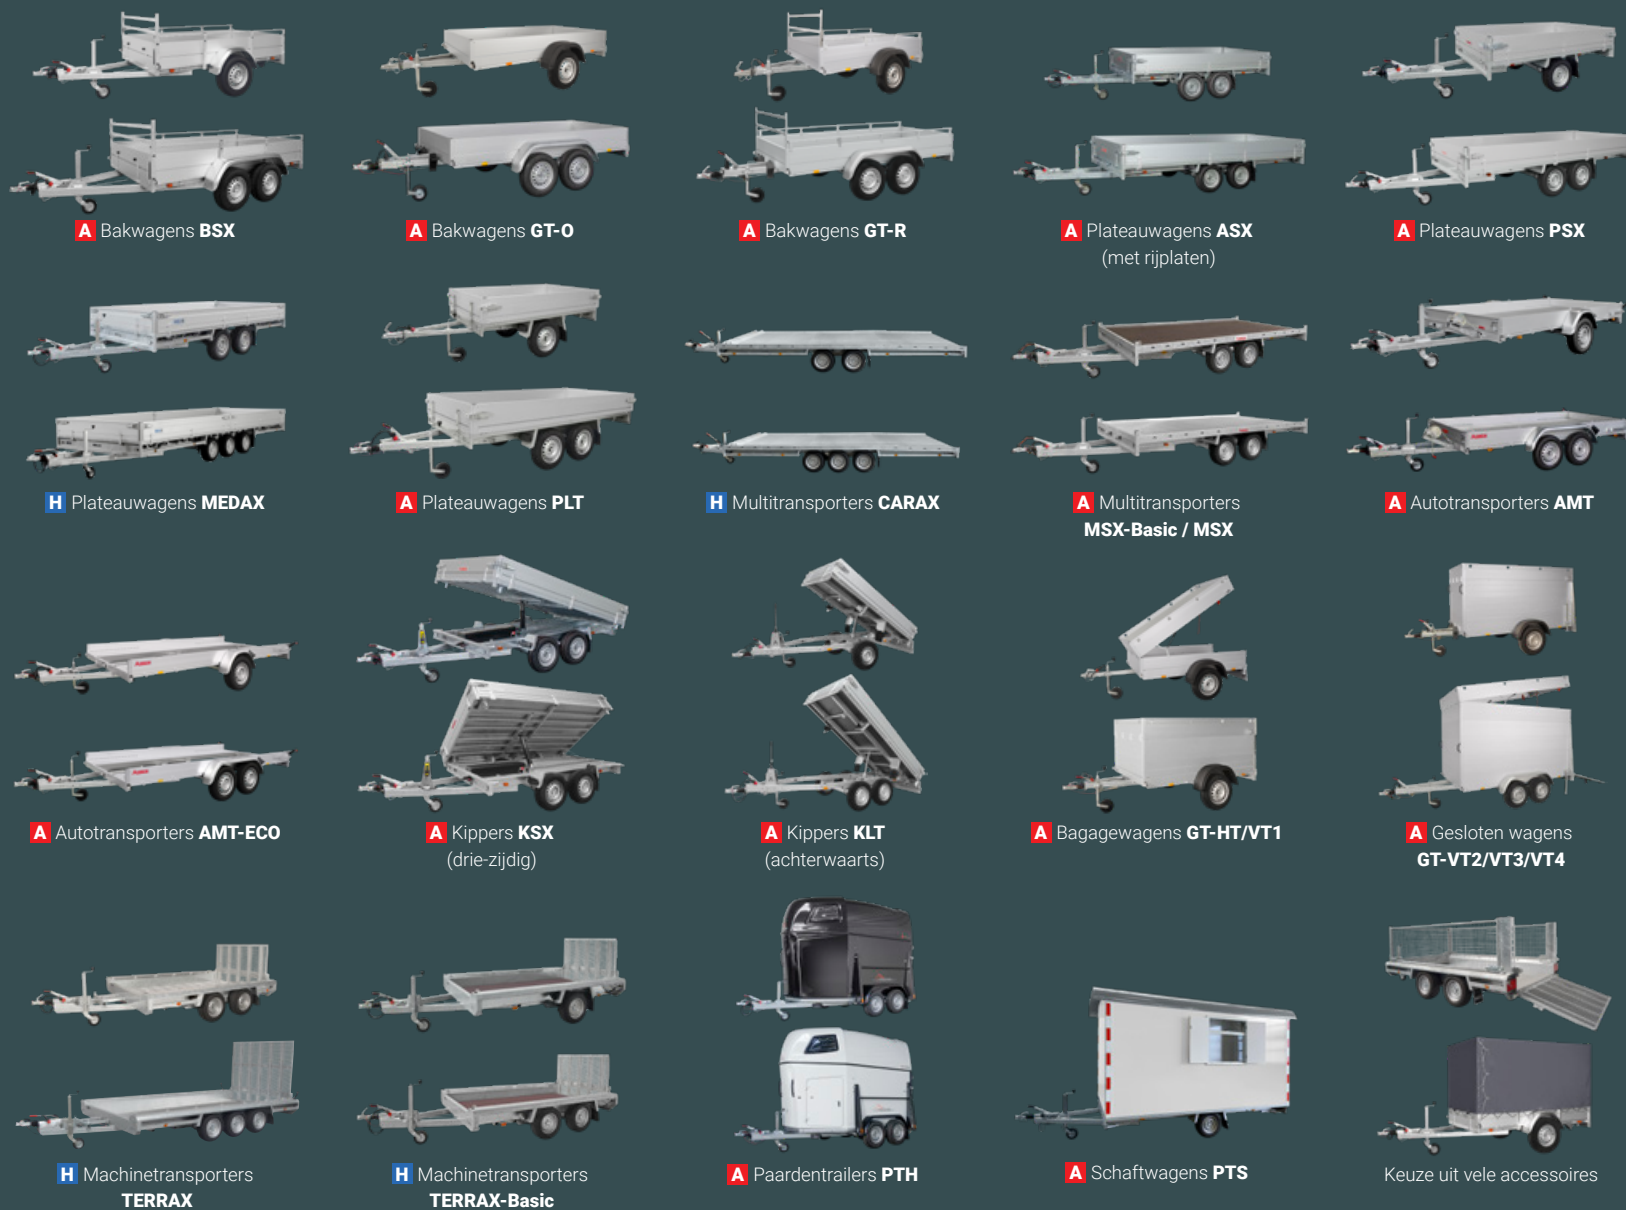 A Bakwagens BSX
A Bakwagens GT-O
A Bakwagens GT-R
A Plateauwagens ASX
(met rijplaten)
A Plateauwagens PSX
H Plateauwagens MEDAX
A Plateauwagens PLT
H Multitransporters CARAX
A Multitransporters
MSX-Basic / MSX
A Autotransporters AMT
A Autotransporters AMT-ECO
A Kippers KSX
(drie-zijdig)
A Kippers KLT
(achterwaarts)
A Bagagewagens GT-HT/VT1
A Gesloten wagens
GT-VT2/VT3/VT4
H Machinetransporters
TERRAX
H Machinetransporters
TERRAX-Basic
A Paardentrailers PTH
A Schaftwagens PTS
Keuze uit vele accessoires